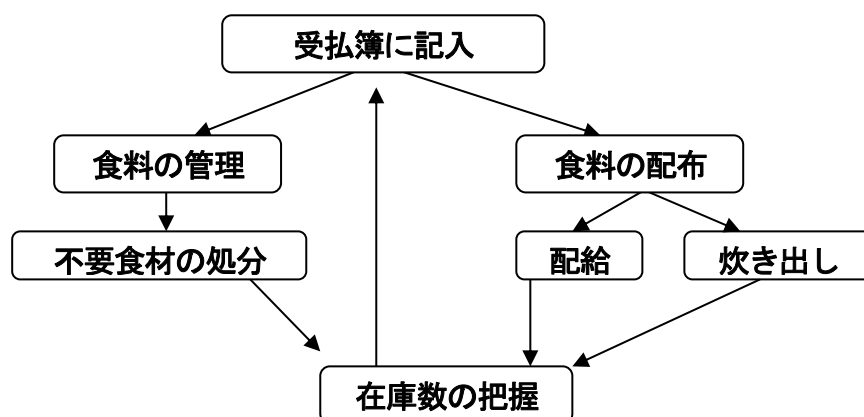 受払簿に記入
食料の管理
食料の配布
不要食材の処分
配給
炊き出し
在庫数の把握